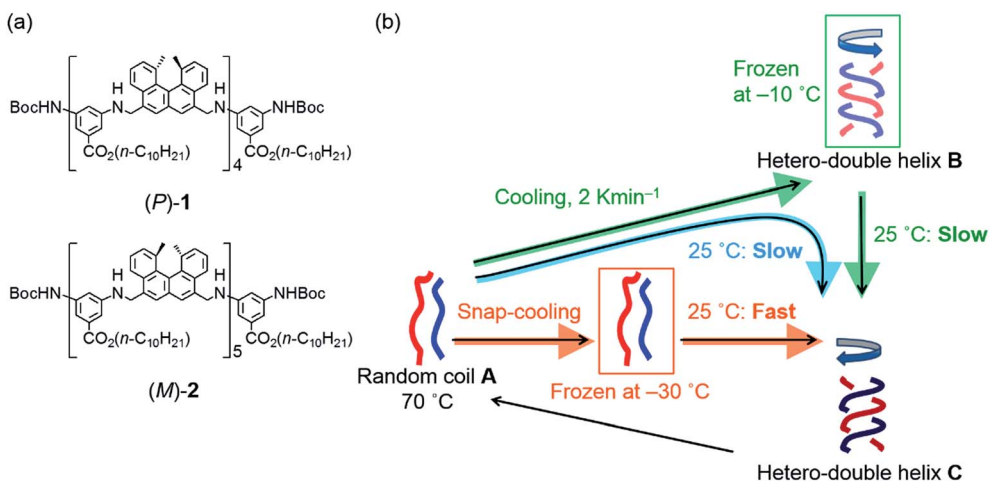 (a)
BocHN
H
N
H
N
NHBoc
CO₂(n-C₁₀H₂₁)
4
CO₂(n-C₁₀H₂₁)
(P)-1
BocHN
H
N
H
N
NHBoc
CO₂(n-C₁₀H₂₁)
5
CO₂(n-C₁₀H₂₁)
(M)-2
(b)
Frozen
at –10 ˚C
Hetero-double helix B
Cooling, 2 Kmin⁻¹
25 ˚C: Slow
25 ˚C: Slow
Snap-cooling
25 ˚C: Fast
Random coil A
70 ˚C
Frozen at –30 ˚C
Hetero-double helix C